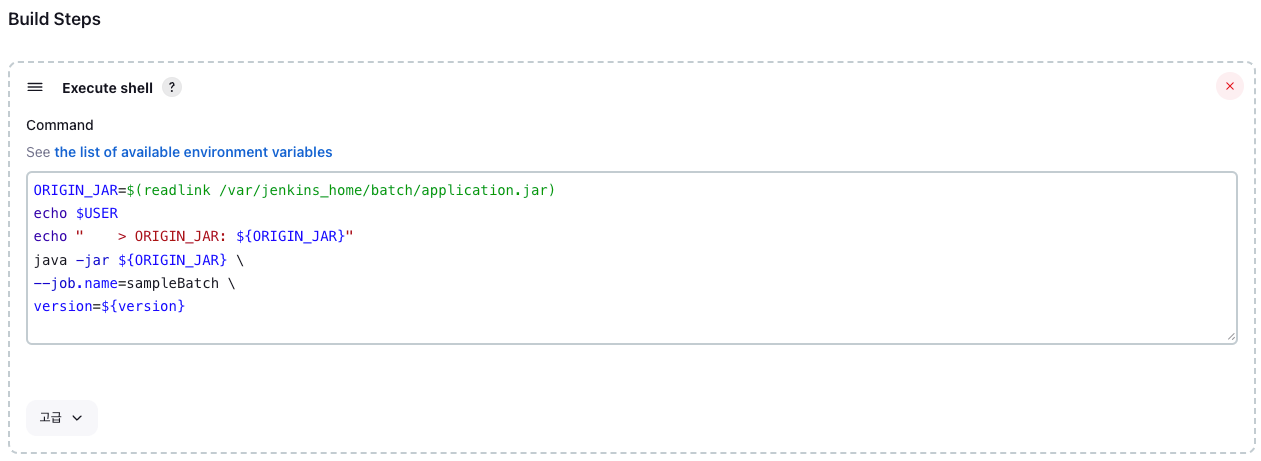 Build Steps
Execute shell ?
Command
See the list of available environment variables
ORIGIN_JAR=$(readlink /var/jenkins_home/batch/application.jar)
echo $USER
echo "    > ORIGIN_JAR: ${ORIGIN_JAR}"
java -jar ${ORIGIN_JAR} \
--job.name=sampleBatch \
version=${version}
고급